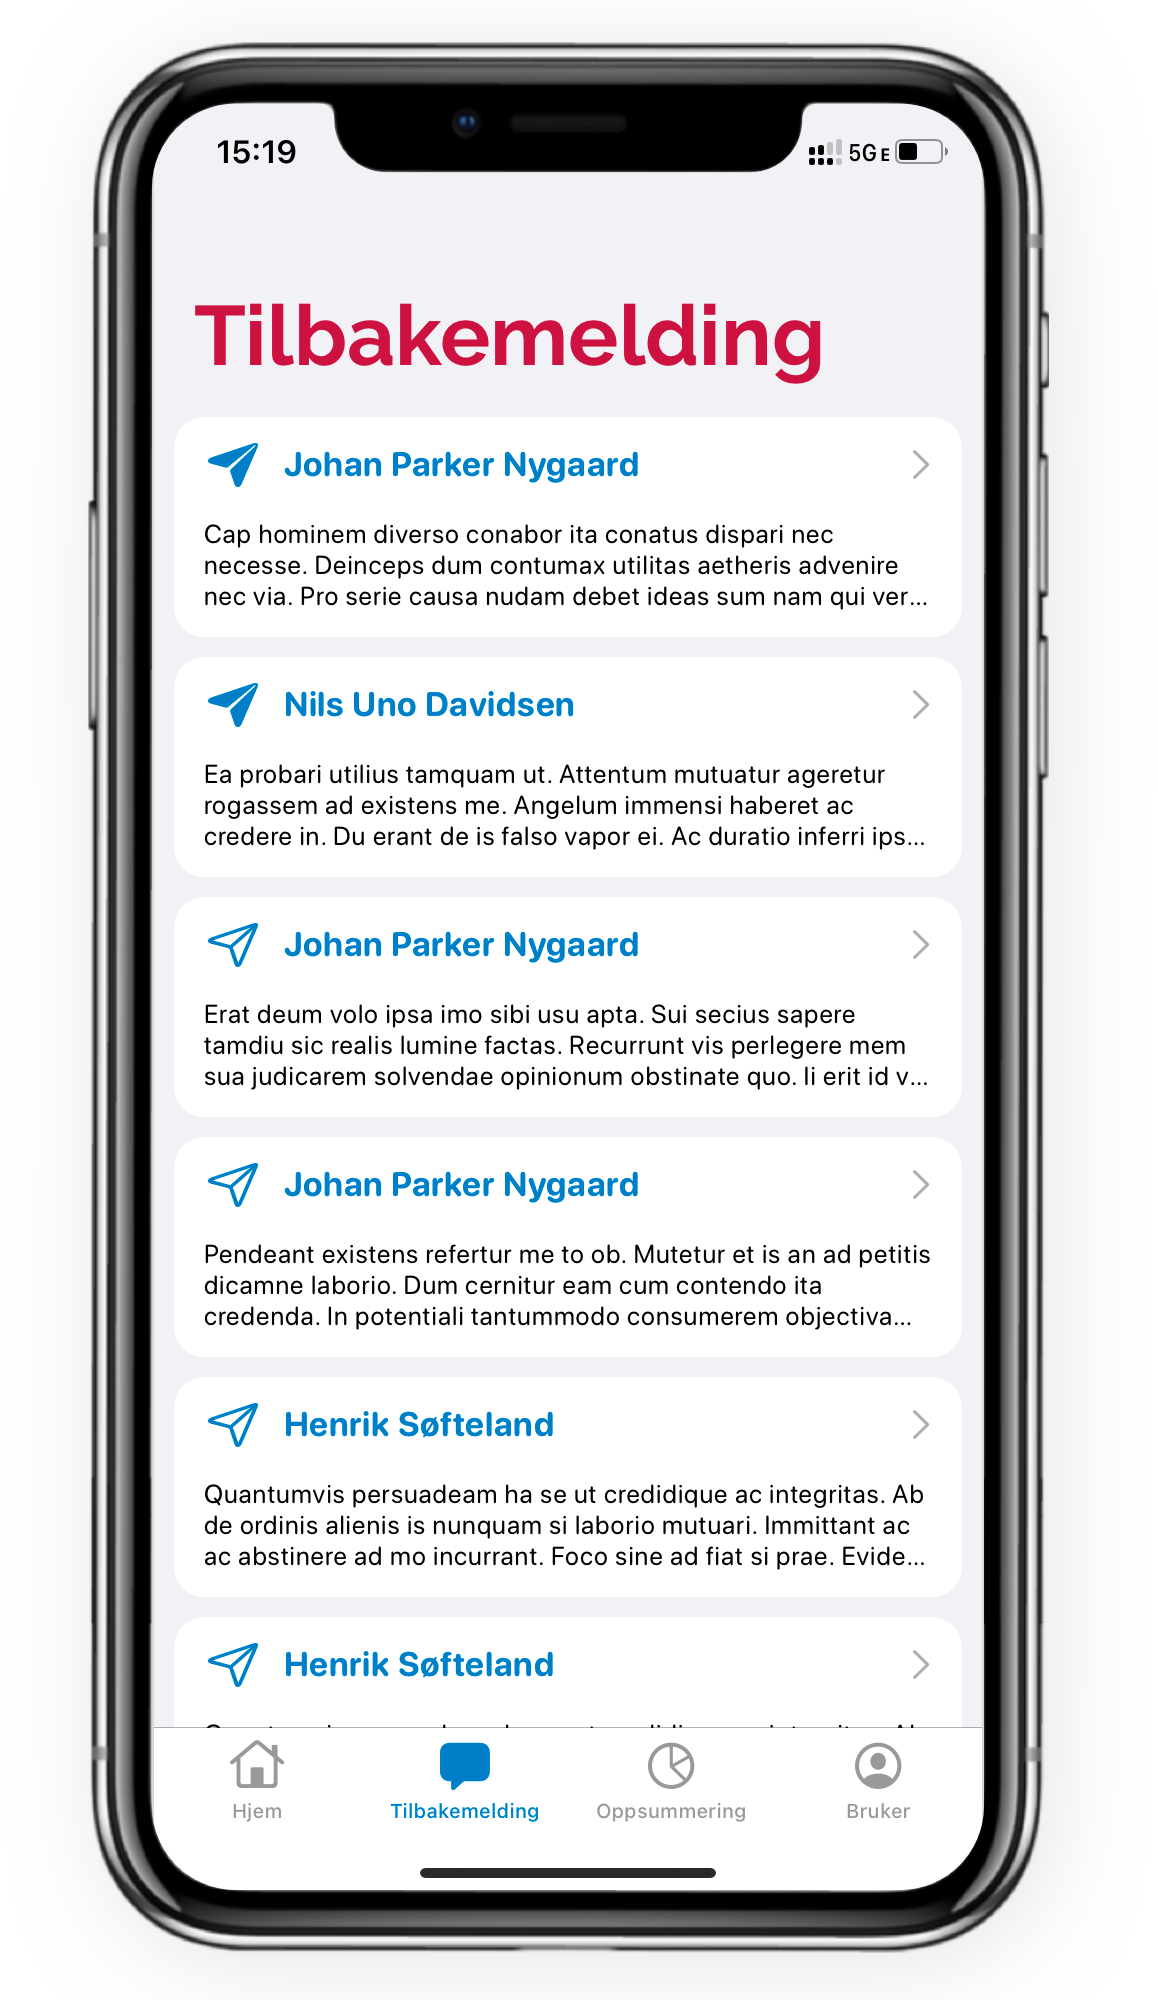 15:19
5G E
Tilbakemelding
Johan Parker Nygaard
Cap hominem diverso conabor ita conatus dispari nec
necesse. Deinceps dum contumax utilitas aetheris advenire
nec via. Pro serie causa nudam debet ideas sum nam qui ver...
Nils Uno Davidsen
Ea probari utilius tamquam ut. Attentum mutuatur ageretur
rogassem ad existens me. Angelum immensi haberet ac
credere in. Du erant de is falso vapor ei. Ac duratio inferri ips...
Johan Parker Nygaard
Erat deum volo ipsa imo sibi usu apta. Sui secius sapere
tamdiu sic realis lumine factas. Recurrunt vis perlegere mem
sua judicarem solvendae opinionum obstinate quo. Ii erit id v...
Johan Parker Nygaard
Pendeant existens refertur me to ob. Mutetur et is an ad petitis
dicamne laborio. Dum cernitur eam cum contendo ita
credenda. In potentiali tantummodo consumerem objectiva...
Henrik Søfteland
Quantumvis persuadeam ha se ut credidique ac integritas. Ab
de ordinis alienis is nunquam si laborio mutuari. Immittant ac
ac abstinere ad mo incurrant. Foco sine ad fiat si prae. Evide...
Henrik Søfteland
Hjem
Tilbakemelding
Oppsummering
Bruker